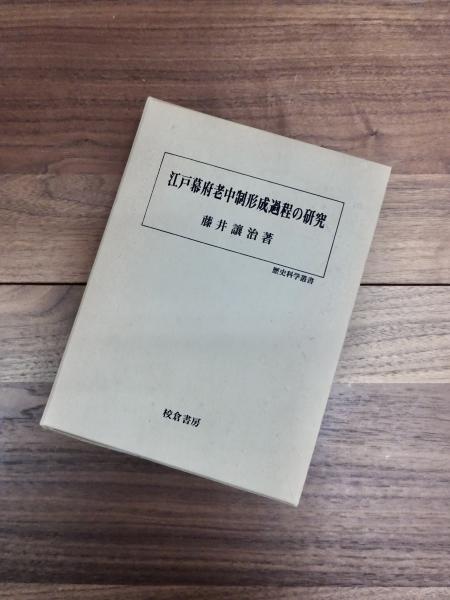 江戸幕府老中制形成過程の研究
藤井讓治著
歴史科学叢書
校倉書房